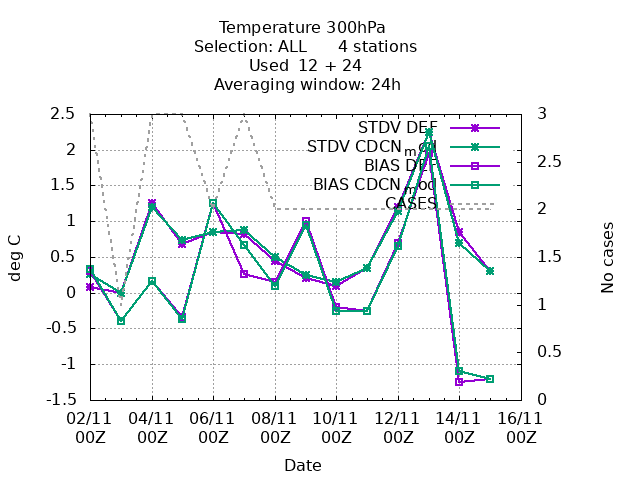 Temperature 300hPa
Selection: ALL 4 stations
Used 12 + 24
Averaging window: 24h
2.5
2
1.5
1
0.5
0
-0.5
-1
-1.5
3
2.5
2
1.5
1
0.5
0
STDV DEF
STDV CDCN_mod
BIAS DEF
BIAS CDCN_mod
CASES
deg C
No cases
02/11 04/11 06/11 08/11 10/11 12/11 14/11 16/11
00Z 00Z 00Z 00Z 00Z 00Z 00Z 00Z
Date